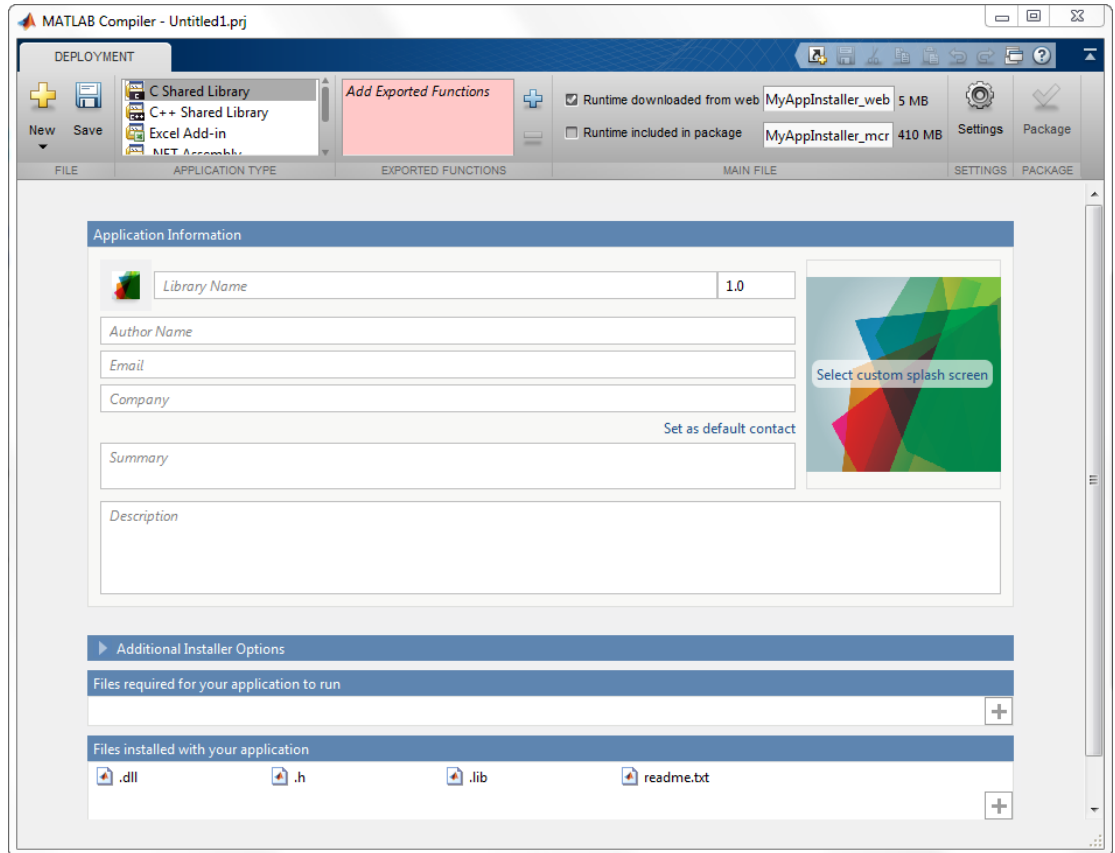 MATLAB Compiler - Untitled1.prj
DEPLOYMENT
New
Save
C Shared Library
C++ Shared Library
Excel Add-in
.NET Assembly
Add Exported Functions
Runtime downloaded from web MyAppInstaller_web 5 MB
Runtime included in package MyAppInstaller_mcr 410 MB
Settings
Package
FILE
APPLICATION TYPE
EXPORTED FUNCTIONS
MAIN FILE
SETTINGS
PACKAGE
Application Information
Library Name
1.0
Author Name
Email
Company
Set as default contact
Summary
Select custom splash screen
Description
Additional Installer Options
Files required for your application to run
Files installed with your application
.dll
.h
.lib
readme.txt